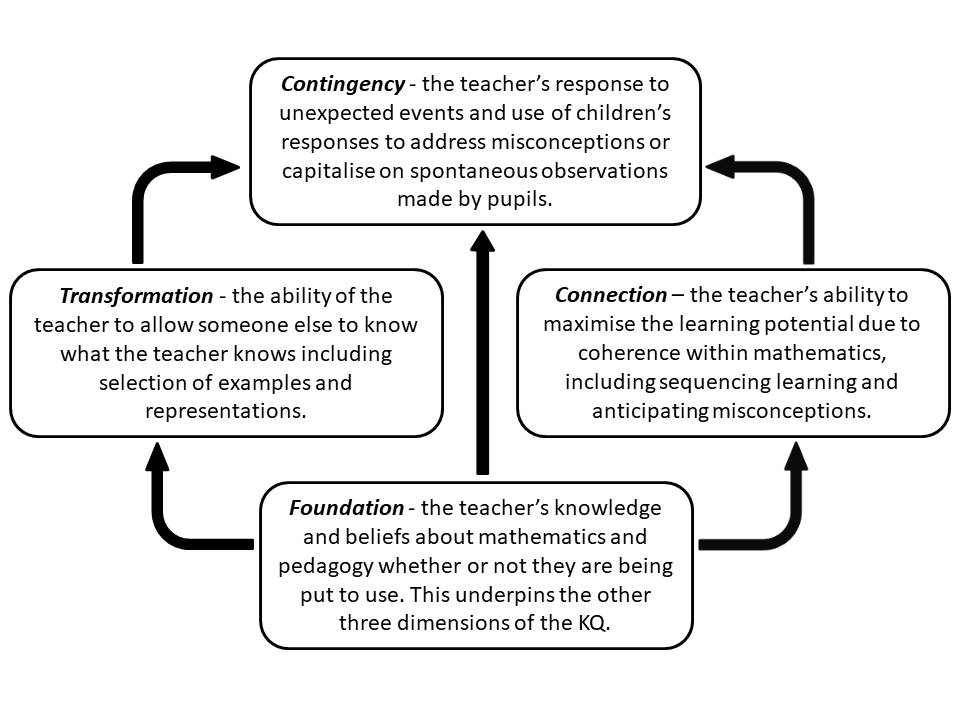 Contingency - the teacher’s response to
unexpected events and use of children’s
responses to address misconceptions or
capitalise on spontaneous observations
made by pupils.
Transformation - the ability of the
teacher to allow someone else to know
what the teacher knows including
selection of examples and
representations.
Connection – the teacher’s ability to
maximise the learning potential due to
coherence within mathematics,
including sequencing learning and
anticipating misconceptions.
Foundation - the teacher’s knowledge
and beliefs about mathematics and
pedagogy whether or not they are being
put to use. This underpins the other
three dimensions of the KQ.